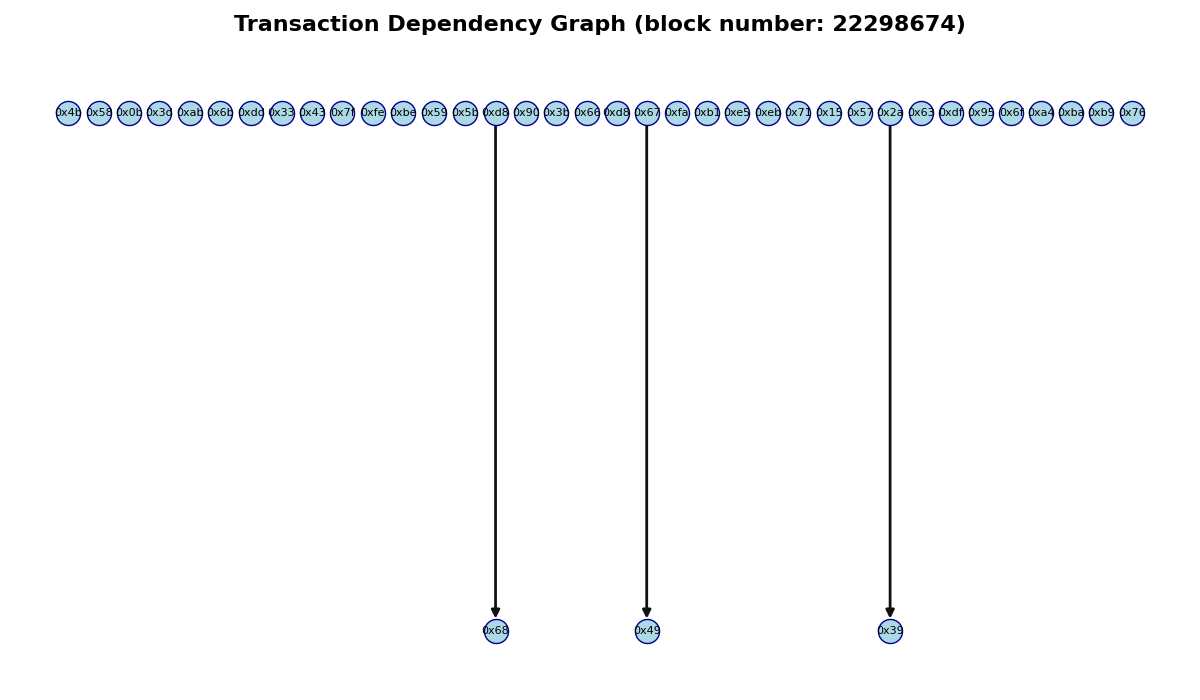 Transaction Dependency Graph (block number: 22298674)
0x4b 0x58 0x0b 0x3d 0xab 0x6b 0xdd 0x33 0x43 0x7f 0xfe 0xbe 0x59 0x5b 0xd8 0x90 0x3b 0x66 0xd8 0x67 0xfa 0xb1 0xe5 0xeb 0x71 0x15 0x57 0x2a 0x63 0xdf 0x95 0x6f 0xa4 0xba 0xb9 0x76
0x68 0x49 0x39